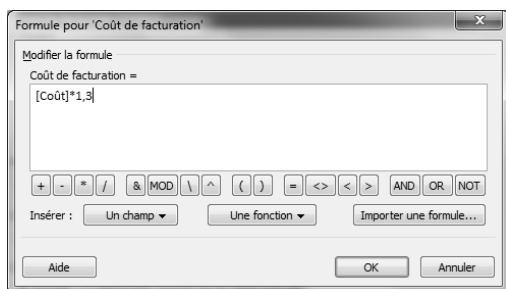 Formule pour 'Coût de facturation'
Modifier la formule
Coût de facturation =
[Coût]*1,3
+ - * / & MOD \ ^ ( ) = <> < > AND OR NOT
Insérer : Un champ Une fonction Importer une formule...
Aide OK Annuler